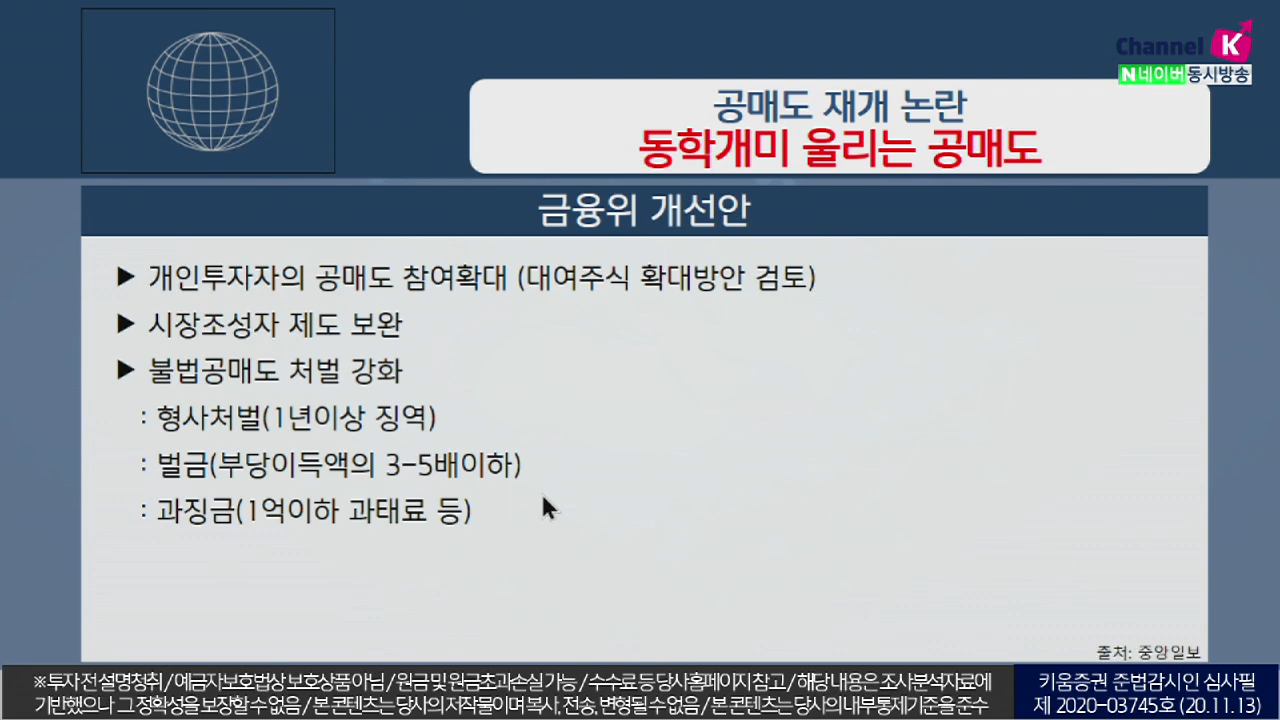 Channel K
N네이버동시방송
공매도 재개 논란
동학개미 울리는 공매도
금융위 개선안
▶ 개인투자자의 공매도 참여확대 (대여주식 확대방안 검토)
▶ 시장조성자 제도 보완
▶ 불법공매도 처벌 강화
: 형사처벌(1년이상 징역)
: 벌금(부당이득액의 3-5배이하)
: 과징금(1억이하 과태료 등)
출처: 중앙일보
※ 투자 전 설명청취 / 예금자보호법상 보호상품 아님 / 원금 및 원금초과손실 가능 / 수수료 등 당사홈페이지 참고 / 해당 내용은 조사분석자료에
기반했으나 그 정확성을 보장할 수 없음 / 본 콘텐츠는 당사의 저작물이며 복사, 전송, 변형될 수 없음 / 본 콘텐츠는 당사의 내부통제기준을 준수
키움증권 준법감시인 심사필
제 2020-03745호 (20.11.13)